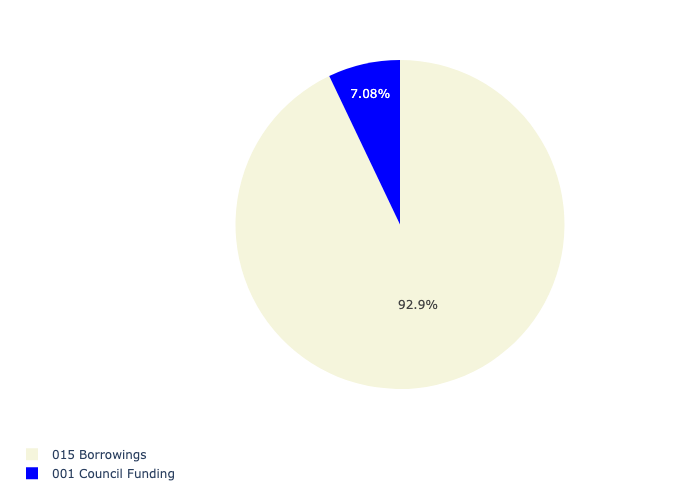 7.08%
92.9%
015 Borrowings
001 Council Funding